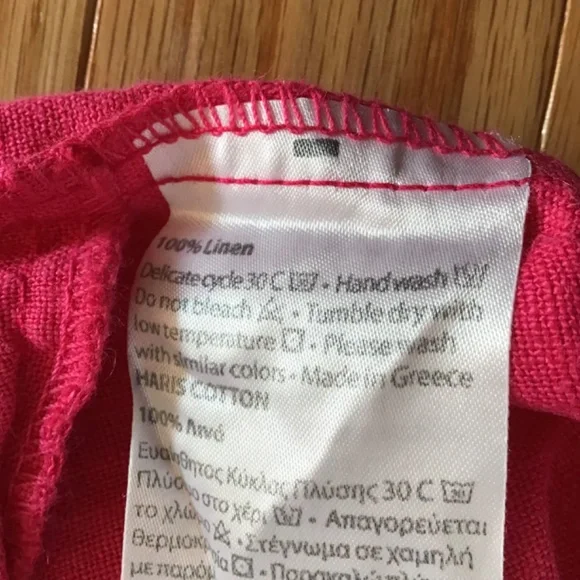 100% Linen
Delicate cycle 30 C • Hand wash
Do not bleach • Tumble dry with
low temperature • Please wash
with similar colors • Made in Greece
HARIS COTTON
100% Λινό
Ευαίσθητος Κύκλος Πλύσης 30 C
στο χέρι • Απαγορεύεται
το • Στέγνωμα σε χαμηλή
Παρακαλώ